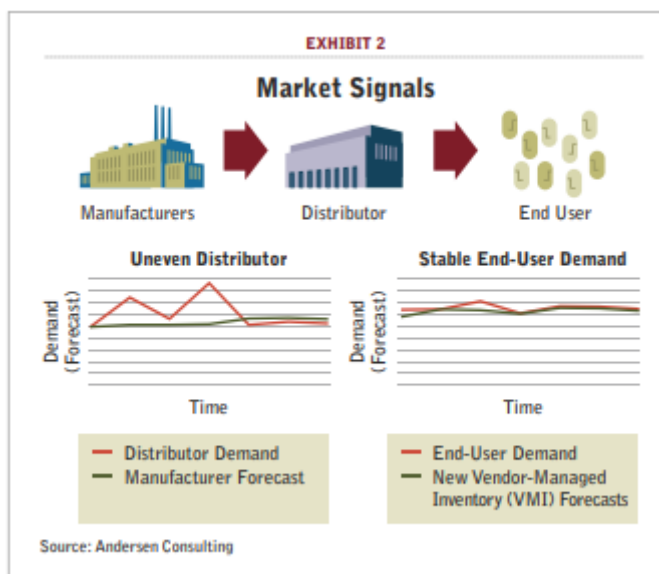 EXHIBIT 2
Market Signals
Manufacturers
Distributor
End User
Uneven Distributor
Demand
(Forecast)
Time
Distributor Demand
Manufacturer Forecast
Stable End-User Demand
Demand
(Forecast)
Time
End-User Demand
New Vendor-Managed
Inventory (VMI) Forecasts
Source: Andersen Consulting